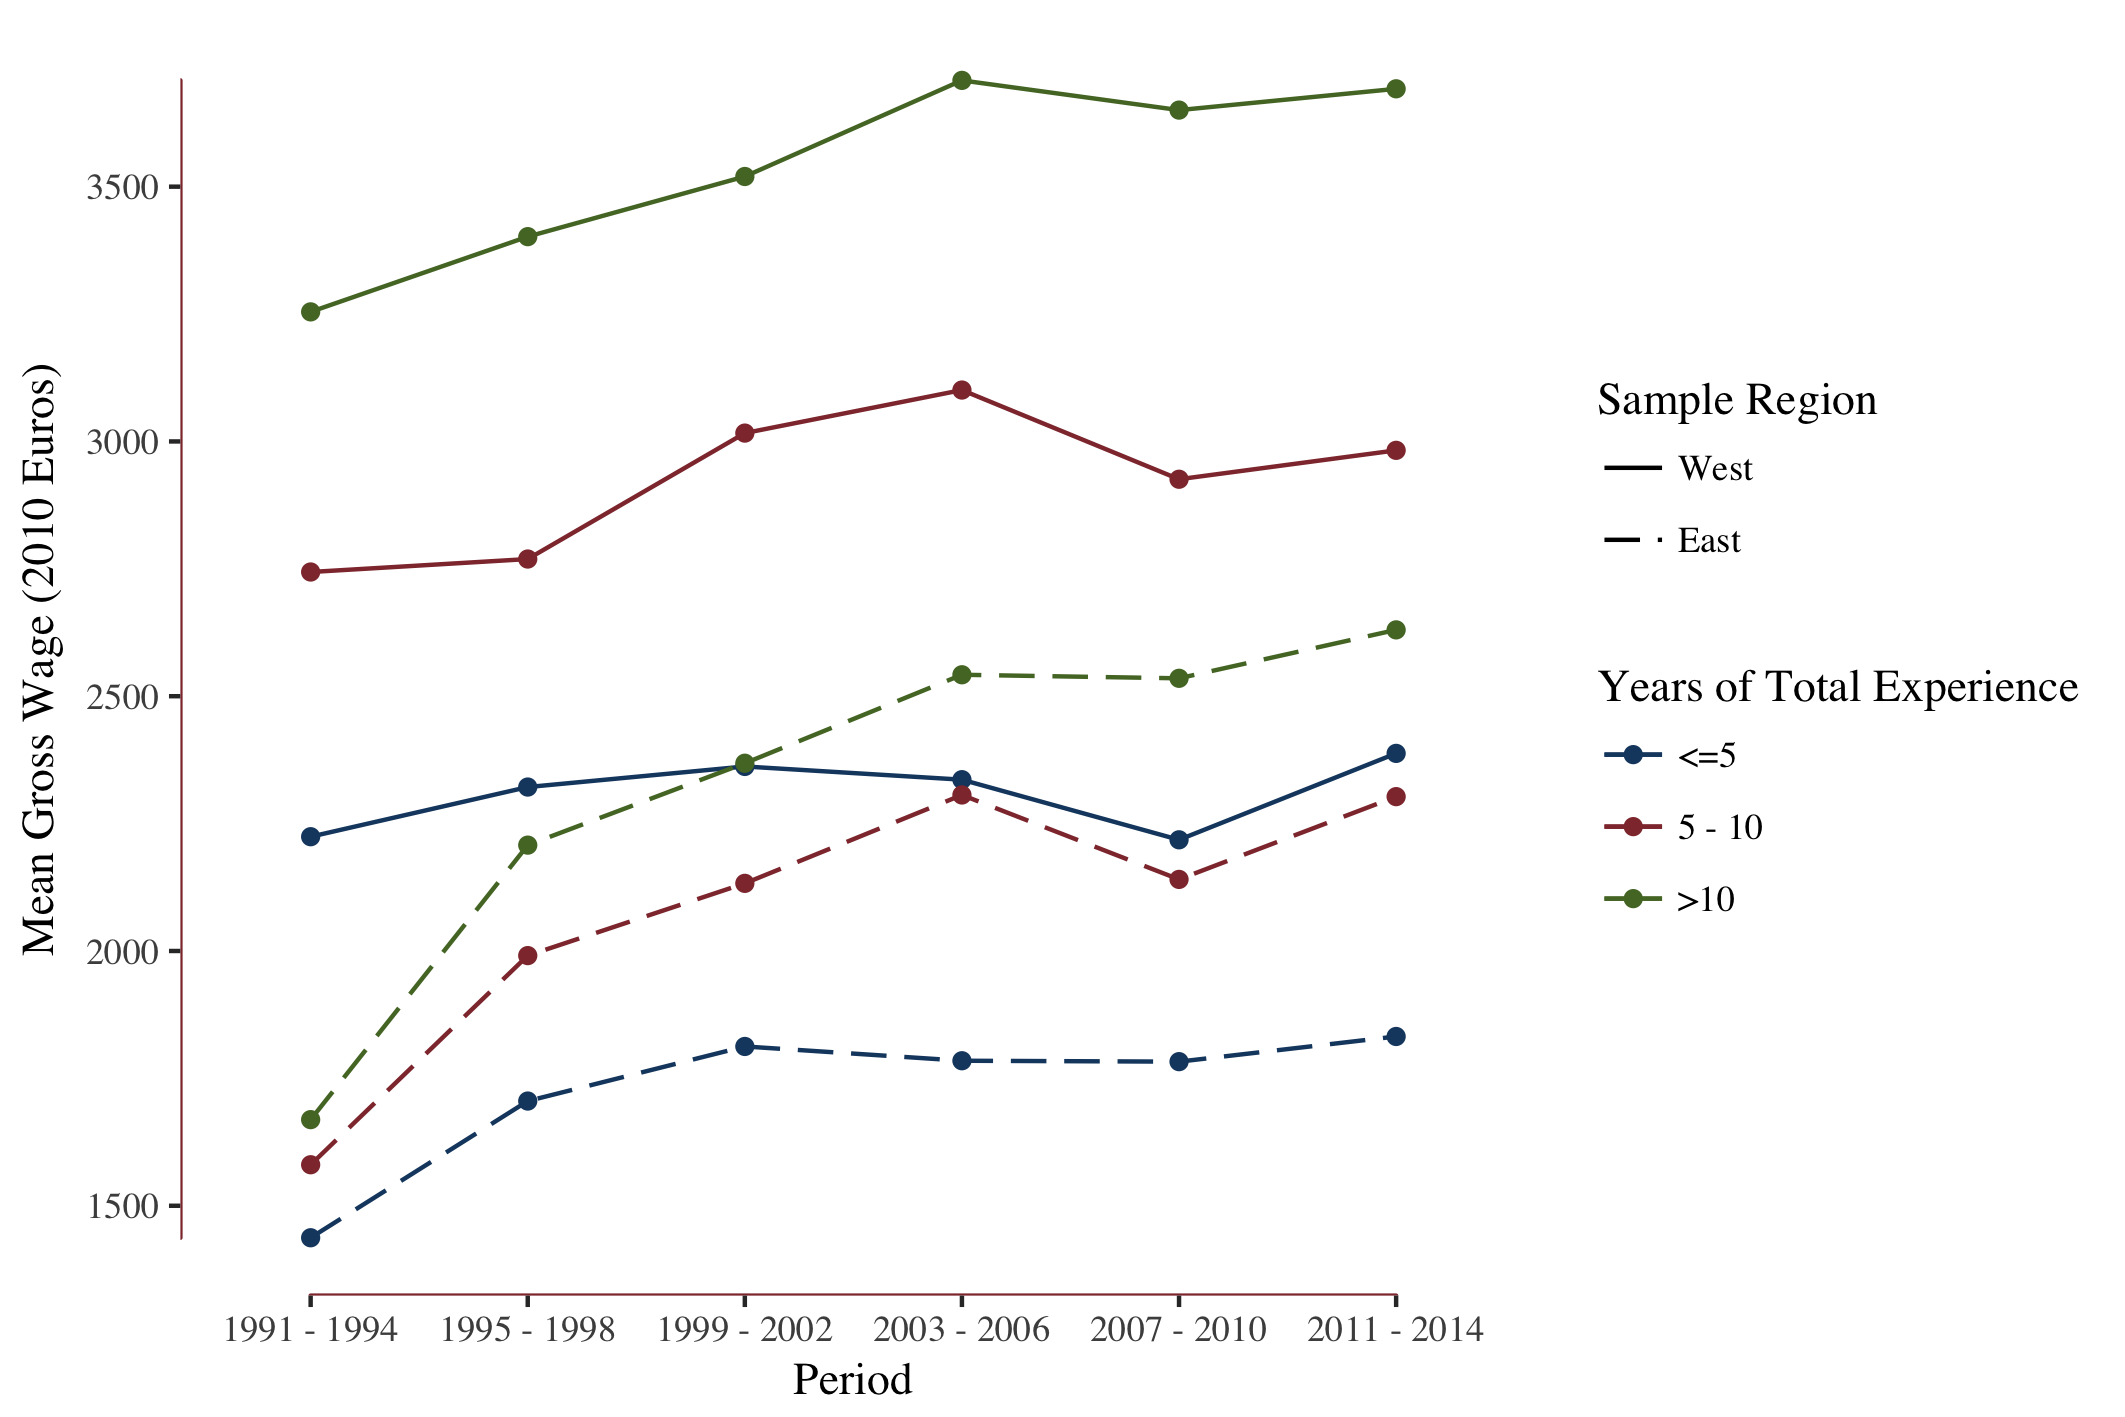 Mean Gross Wage (2010 Euros)
3500
3000
2500
2000
1500
1991 - 1994
1995 - 1998
1999 - 2002
2003 - 2006
2007 - 2010
2011 - 2014
Period
Sample Region
West
East
Years of Total Experience
<=5
5 - 10
>10